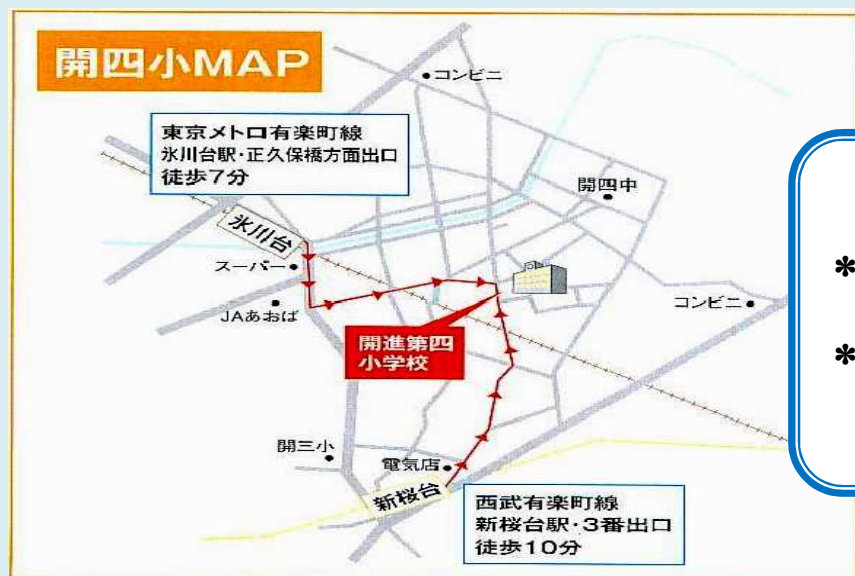 開四小MAP
コンビニ
東京メトロ有楽町線
氷川台駅・正久保橋方面出口
徒歩7分
開四中
氷川台
スーパー
JAあおば
コンビニ
開進第四
小学校
開三小
電気店
新桜台
西武有楽町線
新桜台駅・3番出口
徒歩10分
*
*